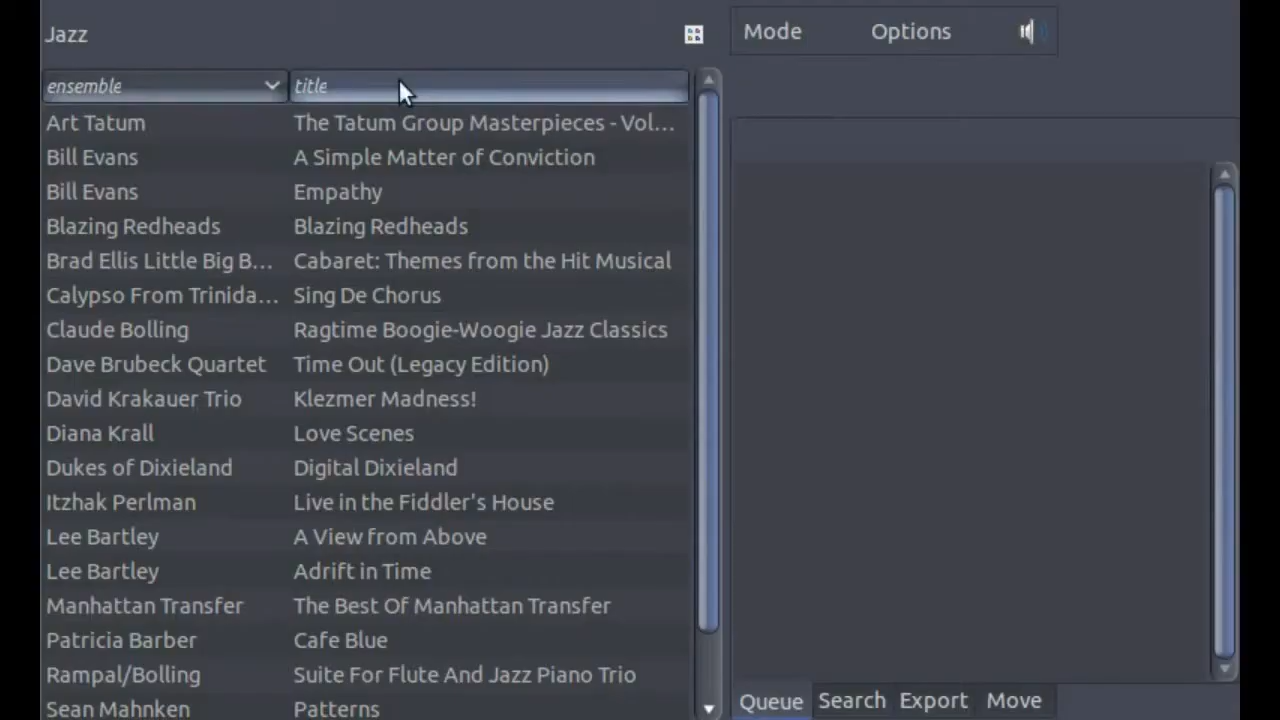 Jazz
Mode Options
ensemble title
Art Tatum The Tatum Group Masterpieces - Vol...
Bill Evans A Simple Matter of Conviction
Bill Evans Empathy
Blazing Redheads Blazing Redheads
Brad Ellis Little Big B... Cabaret: Themes from the Hit Musical
Calypso From Trinida... Sing De Chorus
Claude Bolling Ragtime Boogie-Woogie Jazz Classics
Dave Brubeck Quartet Time Out (Legacy Edition)
David Krakauer Trio Klezmer Madness!
Diana Krall Love Scenes
Dukes of Dixieland Digital Dixieland
Itzhak Perlman Live in the Fiddler's House
Lee Bartley A View from Above
Lee Bartley Adrift in Time
Manhattan Transfer The Best Of Manhattan Transfer
Patricia Barber Cafe Blue
Rampal/Bolling Suite For Flute And Jazz Piano Trio
Sean Mahnken Patterns
Queue Search Export Move